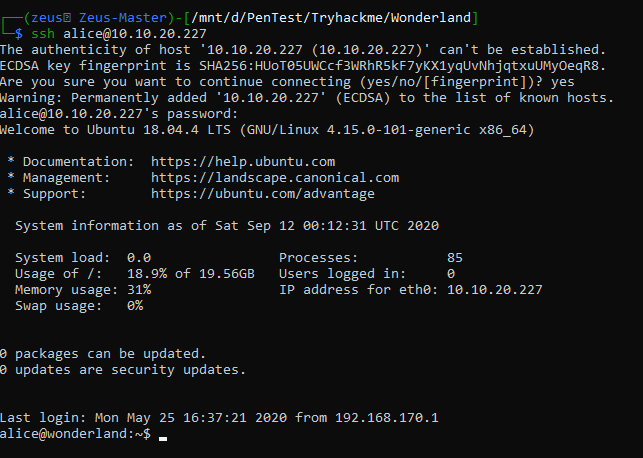 ┌──(zeus㉿ Zeus-Master)-[/mnt/d/PenTest/Tryhackme/Wonderland]
└─$ ssh alice@10.10.20.227
The authenticity of host '10.10.20.227 (10.10.20.227)' can't be established.
ECDSA key fingerprint is SHA256:HUoT05UWCcf3WRhR5kF7yKX1yqUvNhjqtxuUMyOeqR8.
Are you sure you want to continue connecting (yes/no/[fingerprint])? yes
Warning: Permanently added '10.10.20.227' (ECDSA) to the list of known hosts.
alice@10.10.20.227's password:
Welcome to Ubuntu 18.04.4 LTS (GNU/Linux 4.15.0-101-generic x86_64)
* Documentation:  https://help.ubuntu.com
* Management:     https://landscape.canonical.com
* Support:        https://ubuntu.com/advantage
System information as of Sat Sep 12 00:12:31 UTC 2020
System load:  0.0                Processes:           85
Usage of /:   18.9% of 19.56GB   Users logged in:     0
Memory usage: 31%                IP address for eth0: 10.10.20.227
Swap usage:   0%
0 packages can be updated.
0 updates are security updates.
Last login: Mon May 25 16:37:21 2020 from 192.168.170.1
alice@wonderland:~$